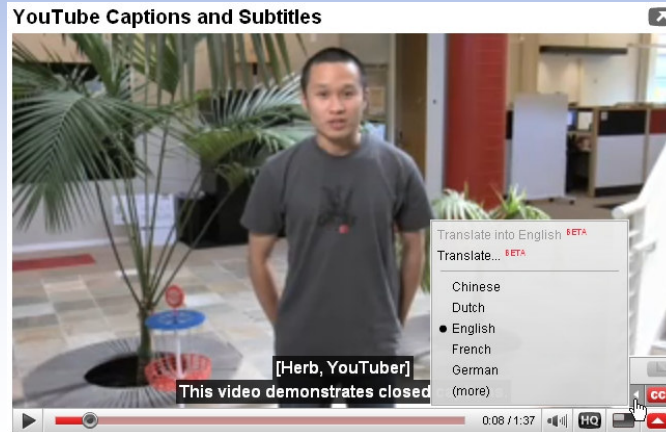 YouTube Captions and Subtitles
Translate into English BETA
Translate... BETA
Chinese
Dutch
English
French
German
(more)
[Herb, YouTuber]
This video demonstrates closed
CC
0:08 / 1:37
HQ